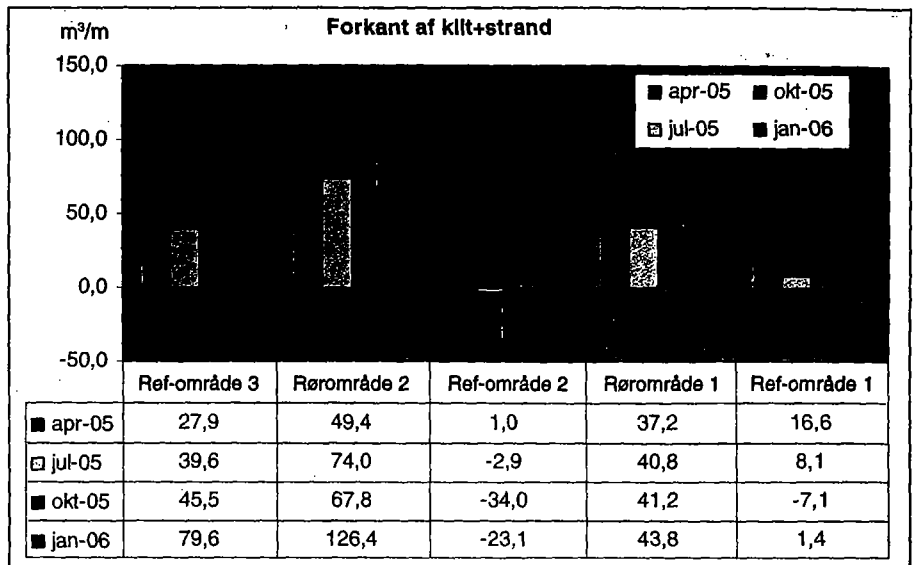 Forkant af klit+strand
m³/m
150,0
100,0
50,0
0,0
-50,0
apr-05 okt-05
jul-05 jan-06
Ref-område 3 Rørområde 2 Ref-område 2 Rørområde 1 Ref-område 1
apr-05 27,9 49,4 1,0 37,2 16,6
jul-05 39,6 74,0 -2,9 40,8 8,1
okt-05 45,5 67,8 -34,0 41,2 -7,1
jan-06 79,6 126,4 -23,1 43,8 1,4